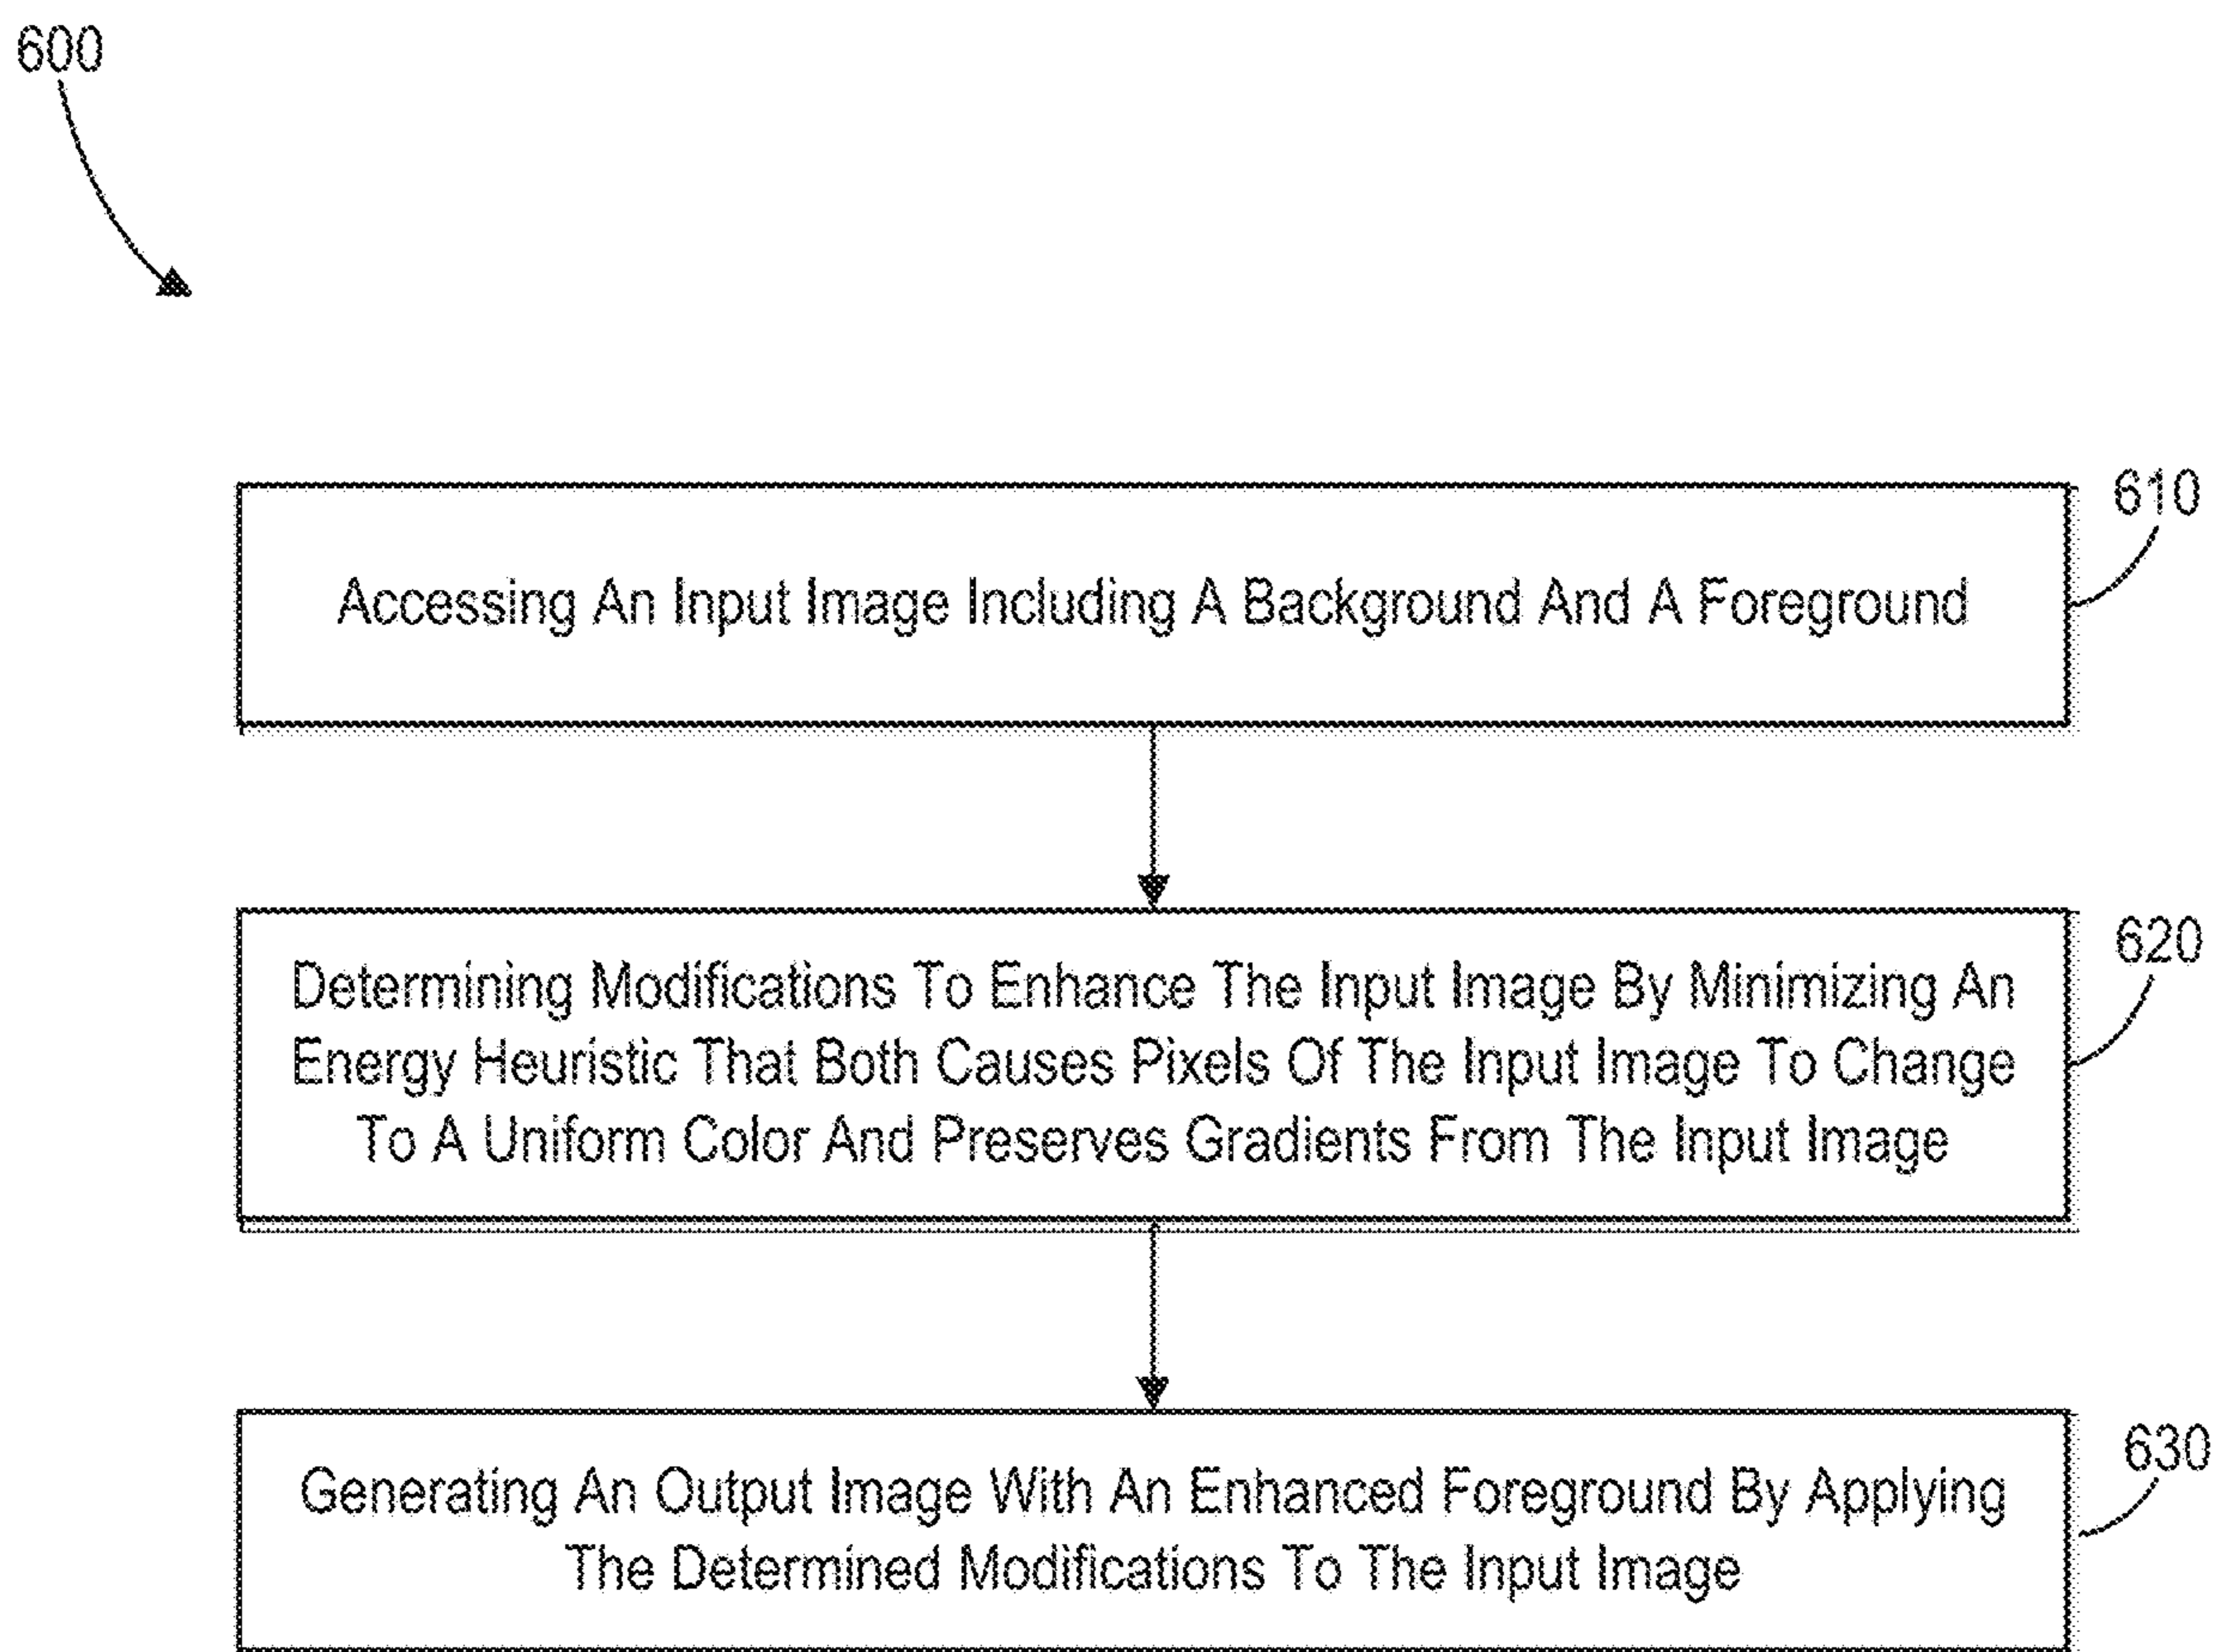 600
610
Accessing An Input Image Including A Background And A Foreground
620
Determining Modifications To Enhance The Input Image By Minimizing An
Energy Heuristic That Both Causes Pixels Of The Input Image To Change
To A Uniform Color And Preserves Gradients From The Input Image
630
Generating An Output Image With An Enhanced Foreground By Applying
The Determined Modifications To The Input Image